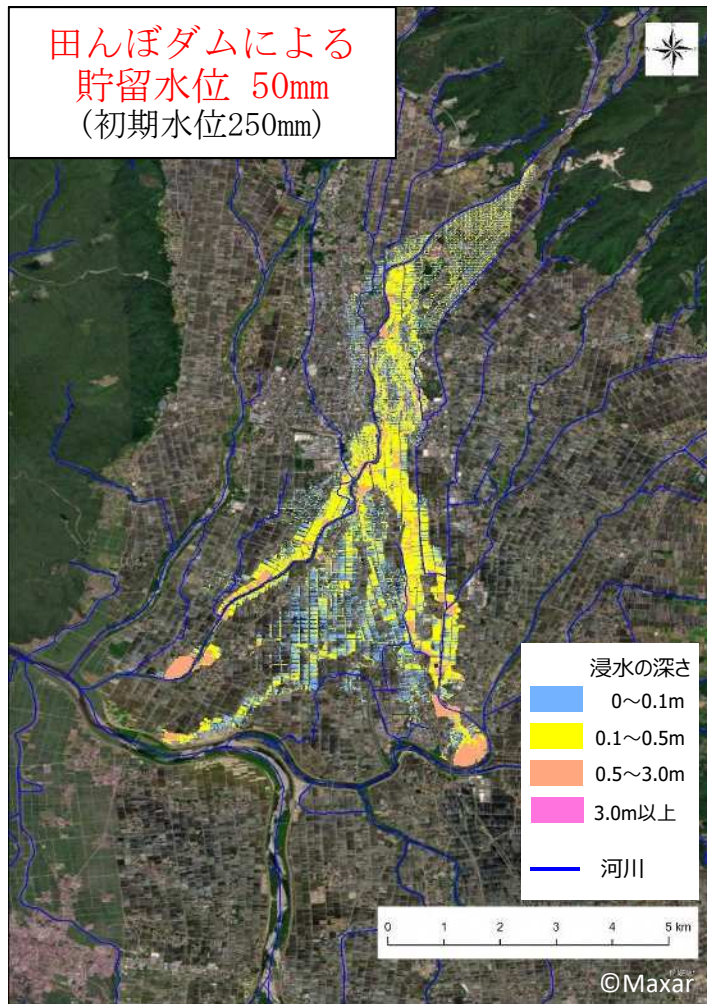 田んぼダムによる
貯留水位 50mm
(初期水位250mm)
浸水の深さ
0～0.1m
0.1～0.5m
0.5～3.0m
3.0m以上
河川
0 1 2 3 4 5 km
©Maxar